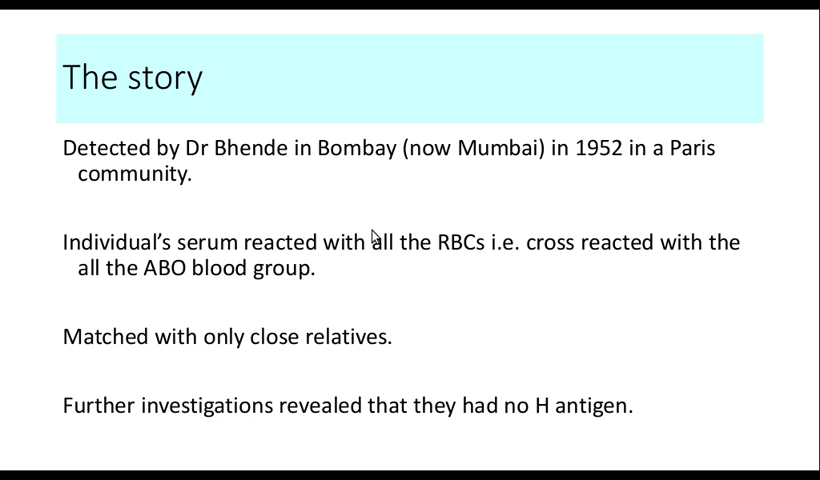 The story
Detected by Dr Bhende in Bombay (now Mumbai) in 1952 in a Paris
community.
Individual’s serum reacted with all the RBCs i.e. cross reacted with the
all the ABO blood group.
Matched with only close relatives.
Further investigations revealed that they had no H antigen.